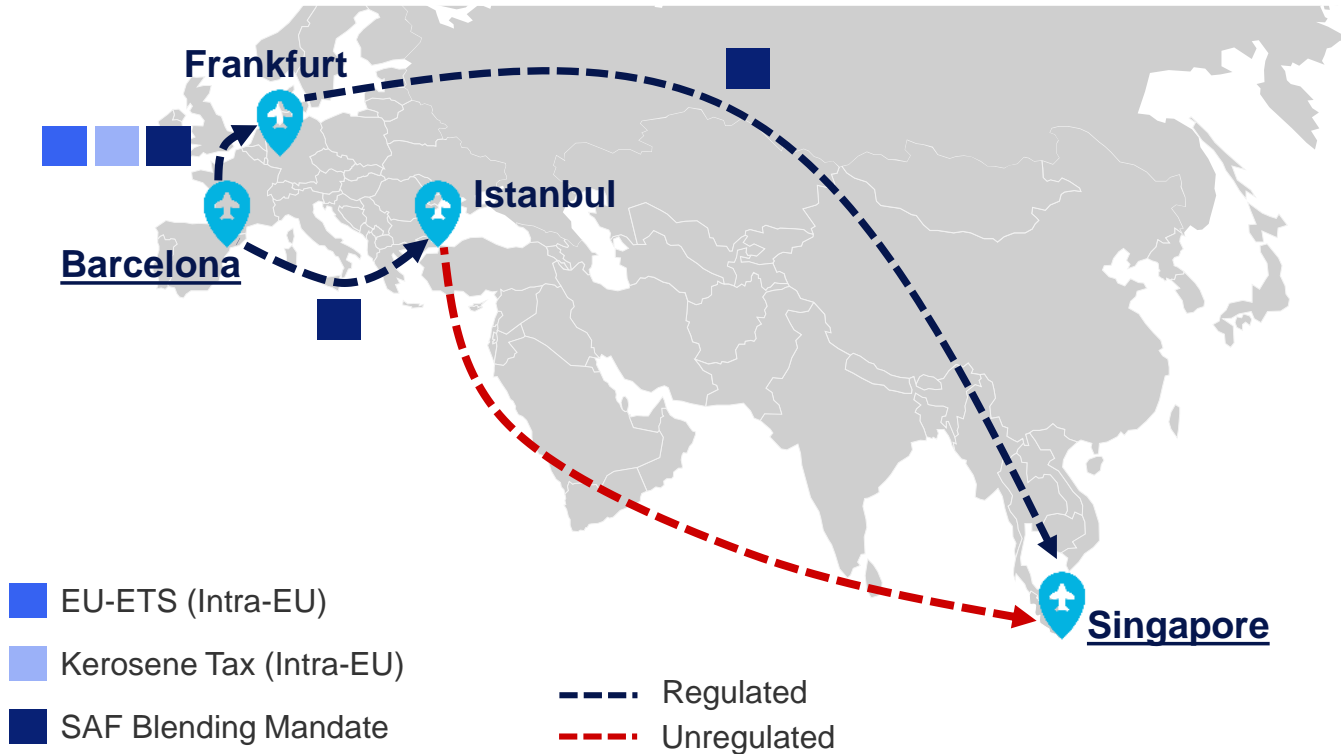 Frankfurt
Istanbul
Barcelona
Singapore
EU-ETS (Intra-EU)
Kerosene Tax (Intra-EU)
SAF Blending Mandate
Regulated
Unregulated